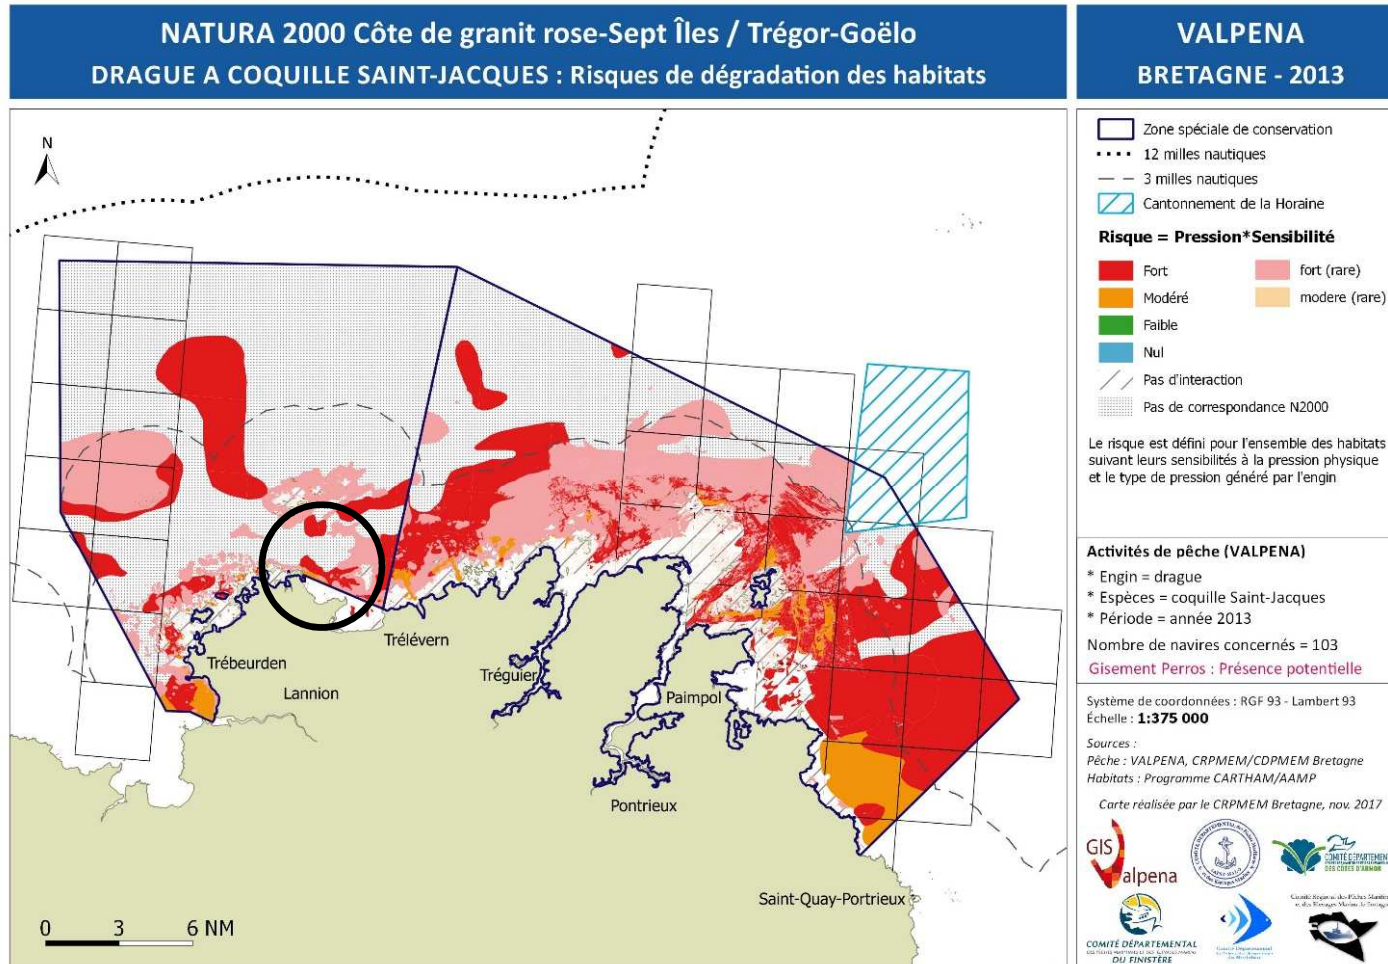 NATURA 2000 Côte de granit rose-Sept Îles / Trégor-Goëlo
DRAGUE A COQUILLE SAINT-JACQUES : Risques de dégradation des habitats
VALPENA
BRETAGNE - 2013
N
Trébeurden
Lannion
Trélévern
Tréguier
Paimpol
Pontrieux
Saint-Quay-Portrieux
0 3 6 NM
Zone spéciale de conservation
12 milles nautiques
3 milles nautiques
Cantonnement de la Horaine
Risque = Pression*Sensibilité
Fort fort (rare)
Modéré modere (rare)
Faible
Nul
Pas d'interaction
Pas de correspondance N2000
Le risque est défini pour l'ensemble des habitats
suivant leurs sensibilités à la pression physique
et le type de pression généré par l'engin
Activités de pêche (VALPENA)
* Engin = drague
* Espèces = coquille Saint-Jacques
* Période = année 2013
Nombre de navires concernés = 103
Gisement Perros : Présence potentielle
Système de coordonnées : RGF 93 - Lambert 93
Échelle : 1:375 000
Sources :
Pêche : VALPENA, CRPMEM/CDPMEM Bretagne
Habitats : Programme CARTHAM/AAMP
Carte réalisée par le CRPMEM Bretagne, nov. 2017
GIS
Valpena
COMITÉ DÉPARTEMENTAL
DES CÔTES D'ARMOR
COMITÉ DÉPARTEMENTAL
DU FINISTÈRE